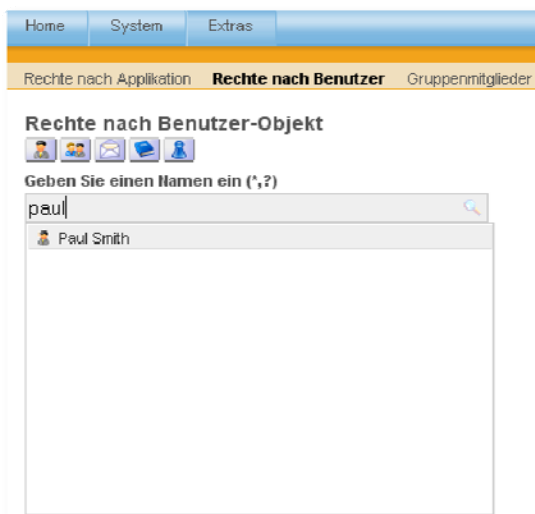 Home System Extras
Rechte nach Applikation Rechte nach Benutzer Gruppenmitglieder
Rechte nach Benutzer-Objekt
Geben Sie einen Namen ein (*,?)
paul
Paul Smith